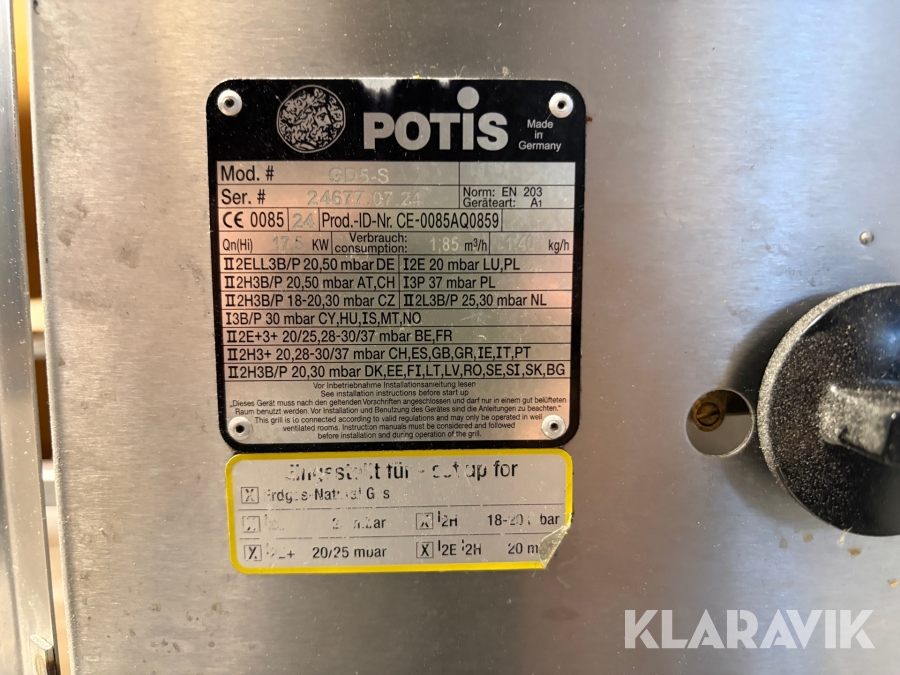 POTIS
Made
in
Germany
Mod. # GD5-S
Ser. # 24677.07.24
Norm: EN 203
Geräteart: A1
CE 0085 24 Prod.-ID-Nr. CE-0085AQ0859
Qn(Hi) 17,5 KW Verbrauch: consumption: 1,85 m³/h kg/h
II2ELL3B/P 20,50 mbar DE I2E 20 mbar LU,PL
II2H3B/P 20,50 mbar AT,CH I3P 37 mbar PL
II2H3B/P 18-20,30 mbar CZ II2L3B/P 25,30 mbar NL
I3B/P 30 mbar CY,HU,IS,MT,NO
II2E+3+ 20/25,28-30/37 mbar BE,FR
II2H3+ 20,28-30/37 mbar CH,ES,GB,GR,IE,IT,PT
II2H3B/P 20,30 mbar DK,EE,FI,LT,LV,RO,SE,SI,SK,BG
Vor Inbetriebnahme Installationsanleitung lesen
See installation instructions before start up
„Dieses Gerät muss nach den geltenden Vorschriften angeschlossen und darf nur in einem gut belüfteten
Raum benutzt werden. Vor Installation und Benutzung des Gerätes sind die Anleitungen zu beachten."
This grill is to connected according to valid regulations and may only be operated in well
ventilated rooms. Instruction manuals must be considered and followed
before installation and during operation of the grill.
Eingestellt für - set up for
X Erdgas-Natural Gas
X I2H 18-20 mbar
X 20/25 mbar X I2E I2H 20
KLARAVIK